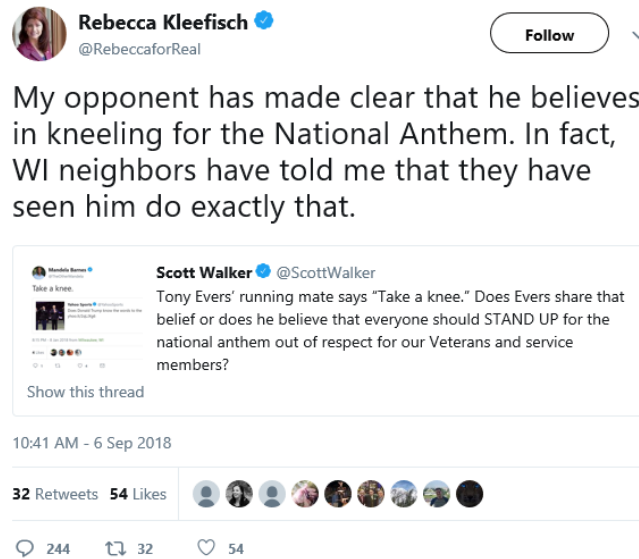 Rebecca Kleefisch
@RebeccaforReal
Follow
My opponent has made clear that he believes
in kneeling for the National Anthem. In fact,
WI neighbors have told me that they have
seen him do exactly that.
Mandela Barnes
Take a knee.
Scott Walker @ScottWalker
Tony Evers' running mate says "Take a knee." Does Evers share that
belief or does he believe that everyone should STAND UP for the
national anthem out of respect for our Veterans and service
members?
Show this thread
10:41 AM - 6 Sep 2018
32 Retweets 54 Likes
244 32 54